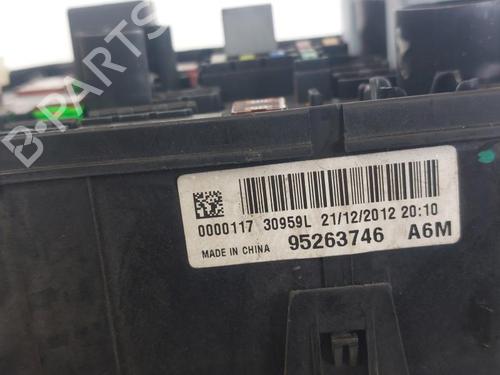 B-PARTS
0000117 30959L 21/12/2012 20:10
MADE IN CHINA 95263746 A6M